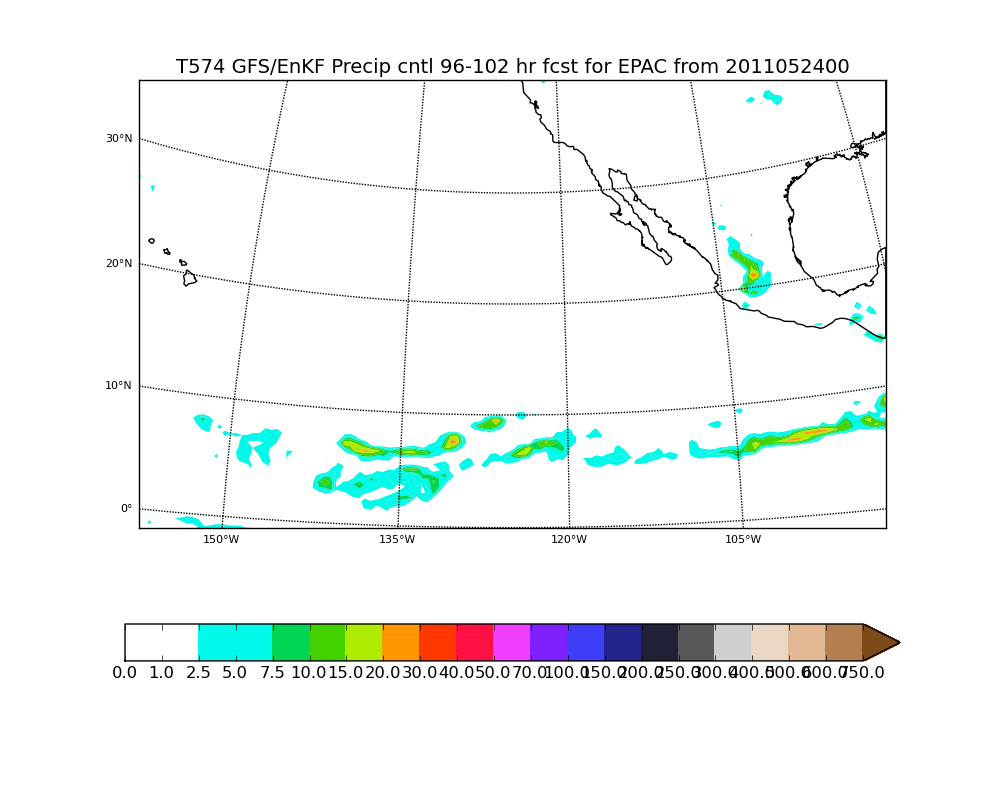 T574 GFS/EnKF Precip cntl 96-102 hr fcst for EPAC from 2011052400
30°N
20°N
10°N
0°
150°W 135°W 120°W 105°W
0.0 1.0 2.5 5.0 7.5 10.0 15.0 20.0 30.0 40.0 50.0 70.0 100.0 150.0 200.0 250.0 300.0 400.0 500.0 600.0 750.0